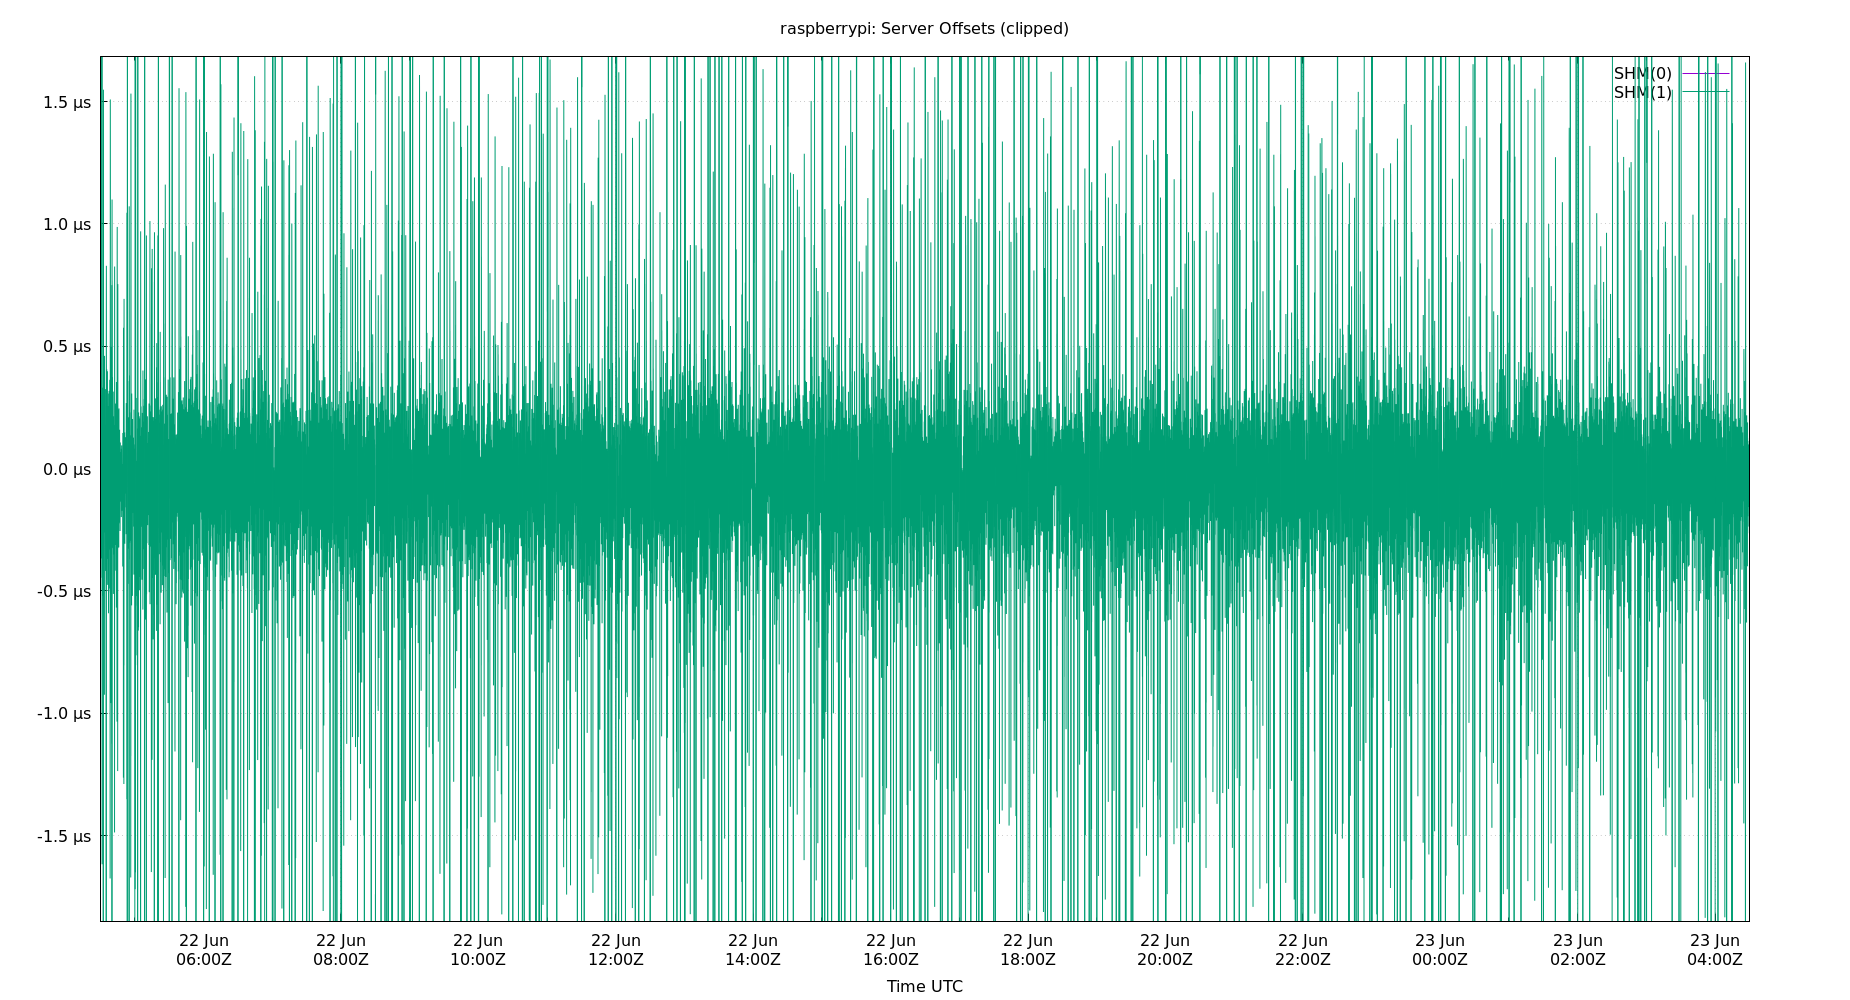 raspberrypi: Server Offsets (clipped)
SHM(0)
SHM(1)
1.5 µs
1.0 µs
0.5 µs
0.0 µs
-0.5 µs
-1.0 µs
-1.5 µs
22 Jun 22 Jun 22 Jun 22 Jun 22 Jun 22 Jun 22 Jun 22 Jun 22 Jun 23 Jun 23 Jun 23 Jun
06:00Z 08:00Z 10:00Z 12:00Z 14:00Z 16:00Z 18:00Z 20:00Z 22:00Z 00:00Z 02:00Z 04:00Z
Time UTC